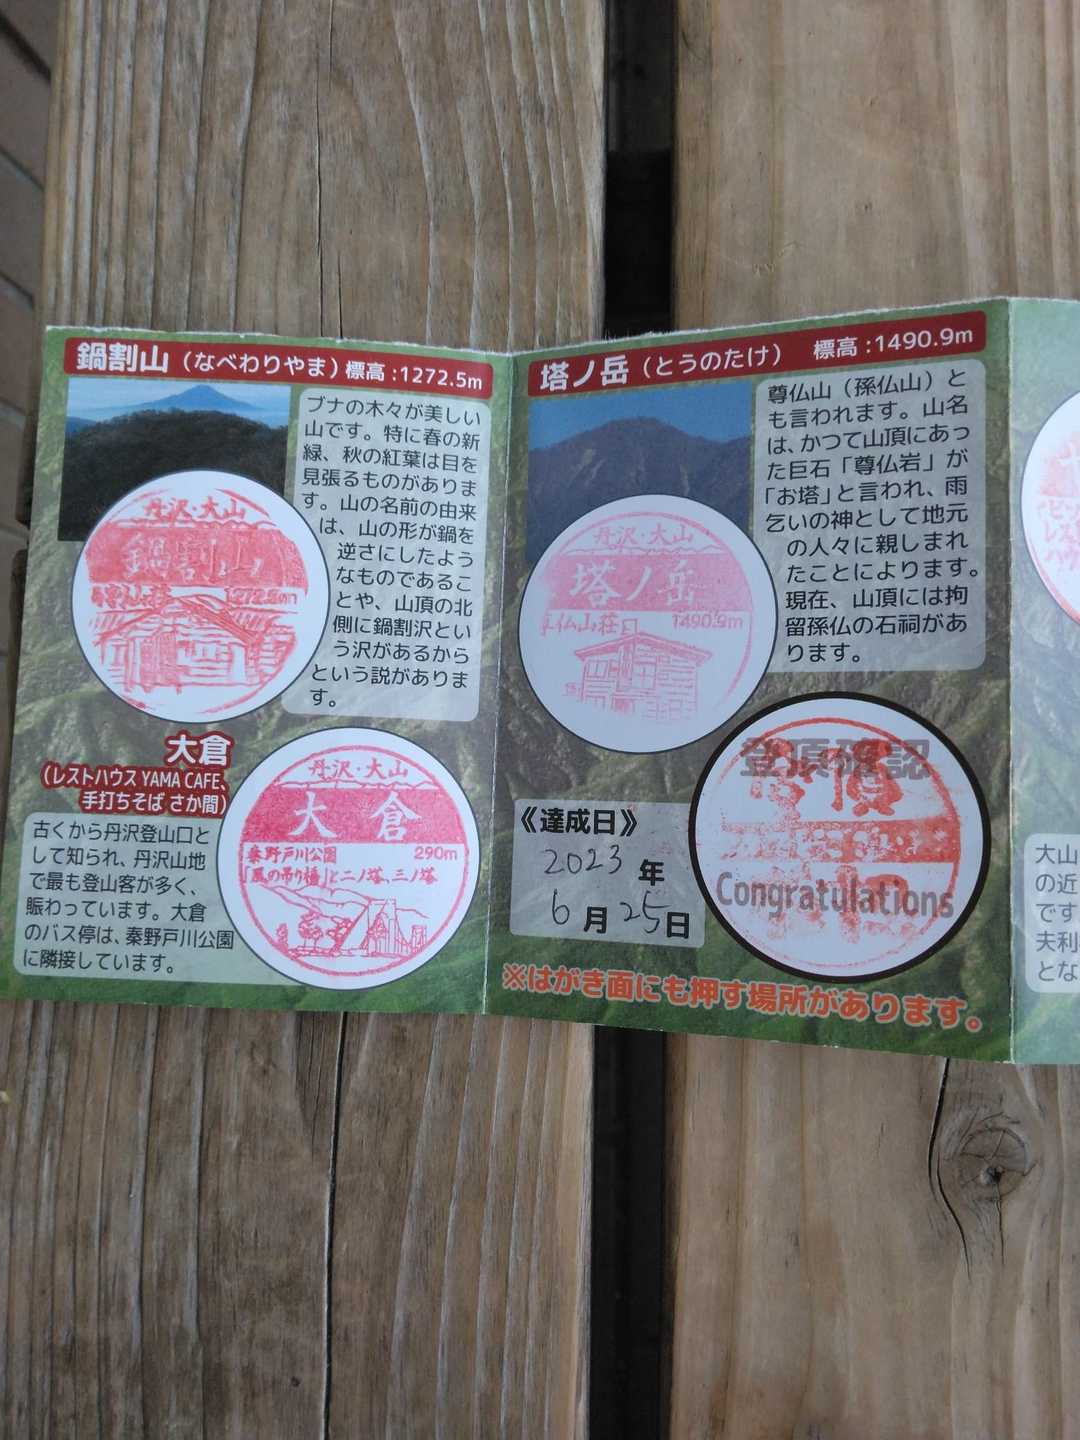 鍋割山（なべわりやま）標高：1272.5m
ブナの木々が美しい
山です。特に春の新
緑、秋の紅葉は目を
見張るものがありま
す。山の名前の由来
は、山の形が鍋を
逆さにしたよう
なものであるこ
とや、山頂の北
側に鍋割沢とい
う沢があるから
という説がありま
す。
丹沢・大山
鍋割山
1272.5m
大倉
（レストハウス YAMA CAFE、
手打ちそば さか間）
古くから丹沢登山口と
して知られ、丹沢山地
で最も登山客が多く、
賑わっています。大倉
のバス停は、秦野戸川公園
に隣接しています。
丹沢・大山
大倉
秦野戸川公園 290m
「風の吊り橋」と二ノ塔、三ノ塔
塔ノ岳（とうのたけ） 標高：1490.9m
尊仏山（孫仏山）と
も言われます。山名
は、かつて山頂にあっ
た巨石「尊仏岩」が
「お塔」と言われ、雨
乞いの神として地元
の人々に親しまれ
たことによります。
現在、山頂には拘
留孫仏の石祠があ
ります。
丹沢・大山
塔ノ岳
仏山荘 1490.9m
《達成日》
2023年
6月25日
登頂確認
Congratulations
※はがき面にも押す場所があります。
大山
の近
です
夫利
とな